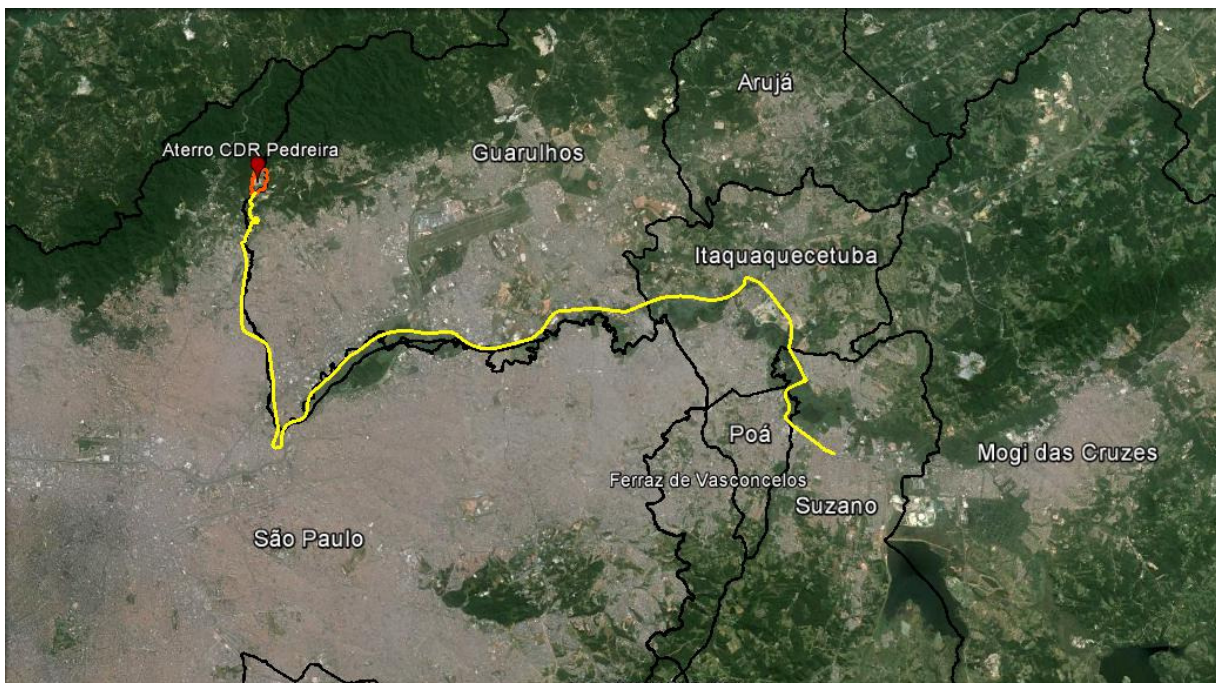 Arujá
Aterro CDR Pedreira
Guarulhos
Itaquaquecetuba
Poá
Mogi das Cruzes
Ferraz de Vasconcelos
Suzano
São Paulo